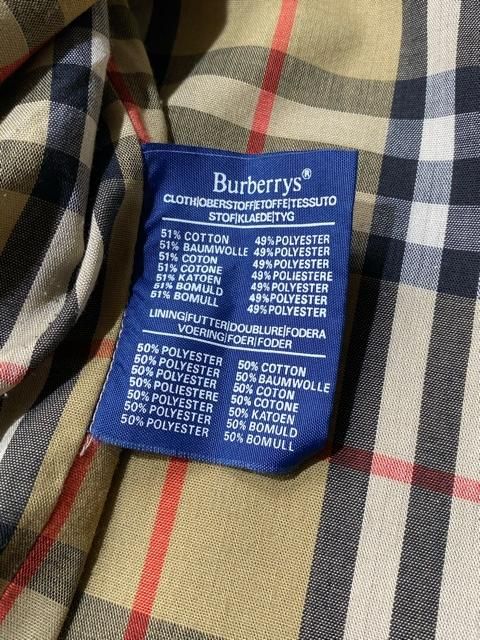 Burberrys®
CLOTH|OBERSTOFF|ETOFFE|TESSUTO
STOF|KLAEDE|TYG
51% COTTON 49% POLYESTER
51% BAUMWOLLE 49% POLYESTER
51% COTON 49% POLYESTER
51% COTONE 49% POLIESTERE
51% KATOEN 49% POLYESTER
51% BOMULD 49% POLYESTER
51% BOMULL 49% POLYESTER
LINING|FUTTER|DOUBLURE|FODERA
VOERING|FOER|FODER
50% POLYESTER 50% COTTON
50% POLYESTER 50% BAUMWOLLE
50% POLYESTER 50% COTON
50% POLIESTERE 50% COTONE
50% POLYESTER 50% KATOEN
50% POLYESTER 50% BOMULD
50% POLYESTER 50% BOMULL